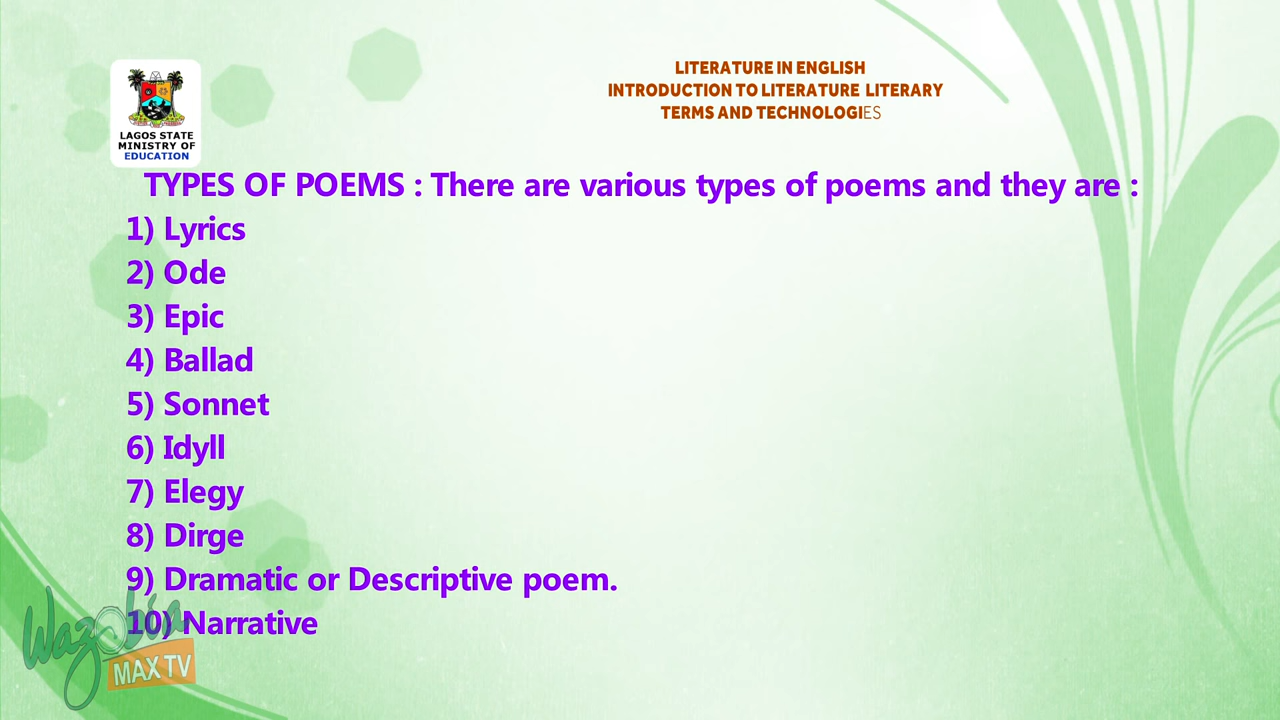 LITERATURE IN ENGLISH
INTRODUCTION TO LITERATURE LITERARY
TERMS AND TECHNOLOGIES
LAGOS STATE
MINISTRY OF
EDUCATION
TYPES OF POEMS : There are various types of poems and they are :
1) Lyrics
2) Ode
3) Epic
4) Ballad
5) Sonnet
6) Idyll
7) Elegy
8) Dirge
9) Dramatic or Descriptive poem.
10) Narrative
Wazobia
MAX TV